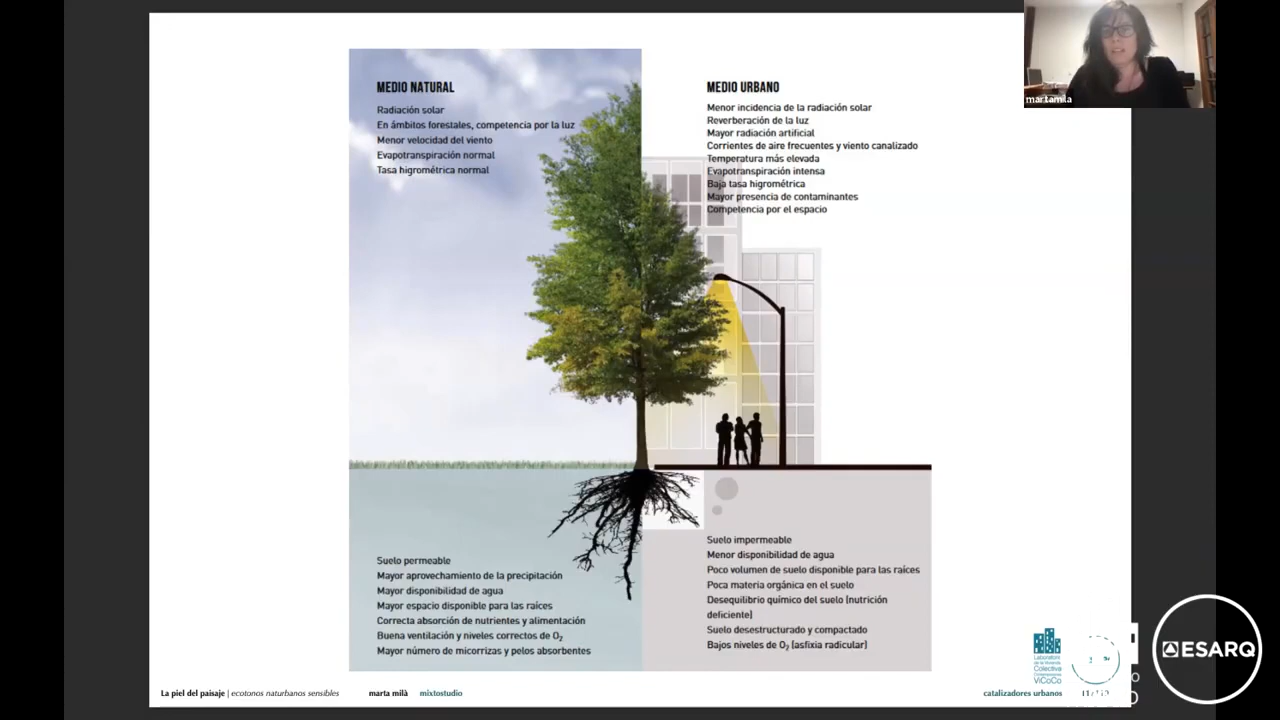 MEDIO NATURAL
Radiación solar
En ámbitos forestales, competencia por la luz
Menor velocidad del viento
Evapotranspiración normal
Tasa higrométrica normal
MEDIO URBANO
Menor incidencia de la radiación solar
Reverberación de la luz
Mayor radiación artificial
Corrientes de aire frecuentes y viento canalizado
Temperatura más elevada
Evapotranspiración intensa
Baja tasa higrométrica
Mayor presencia de contaminantes
Competencia por el espacio
martamila
Suelo permeable
Mayor aprovechamiento de la precipitación
Mayor disponibilidad de agua
Mayor espacio disponible para las raíces
Correcta absorción de nutrientes y alimentación
Buena ventilación y niveles correctos de O₂
Mayor número de micorrizas y pelos absorbentes
Suelo impermeable
Menor disponibilidad de agua
Poco volumen de suelo disponible para las raíces
Poca materia orgánica en el suelo
Desequilibrio químico del suelo (nutrición
deficiente)
Suelo desestructurado y compactado
Bajos niveles de O₂ (asfixia radicular)
Laboratorio
de la Vivienda
Colectiva
Contemporánea
ViCoCo
ESARQ
La piel del paisaje | ecotonos naturbanos sensibles
marta milà
mixtostudio
catalizadores urbanos